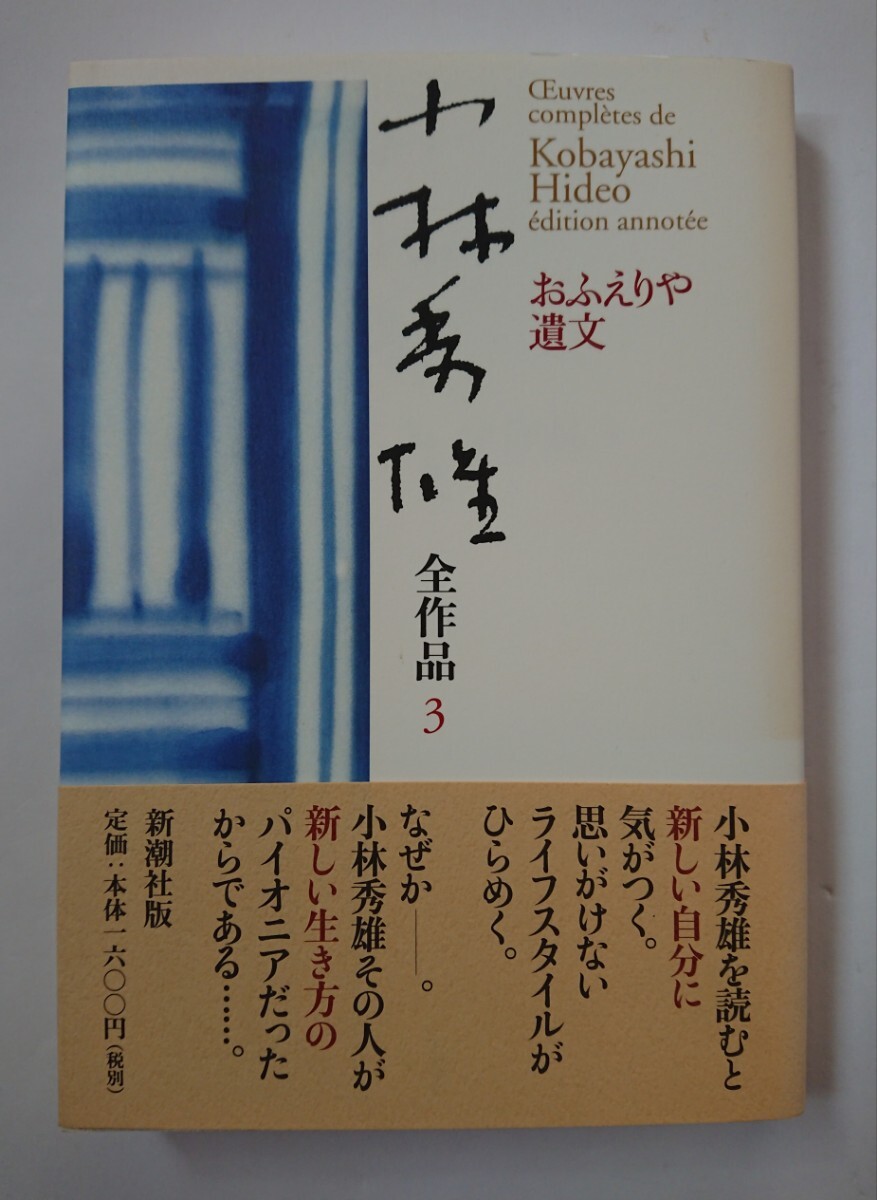 小林秀雄
Œuvres
complètes de
Kobayashi
Hideo
édition annotée
おふえりや
遺文
全作品 3
小林秀雄を読むと
新しい自分に
気がつく。
思いがけない
ライフスタイルが
ひらめく。
なぜか――。
小林秀雄その人が
新しい生き方の
パイオニアだった
からである……。
新潮社版
定価：本体一六〇〇円(税別)